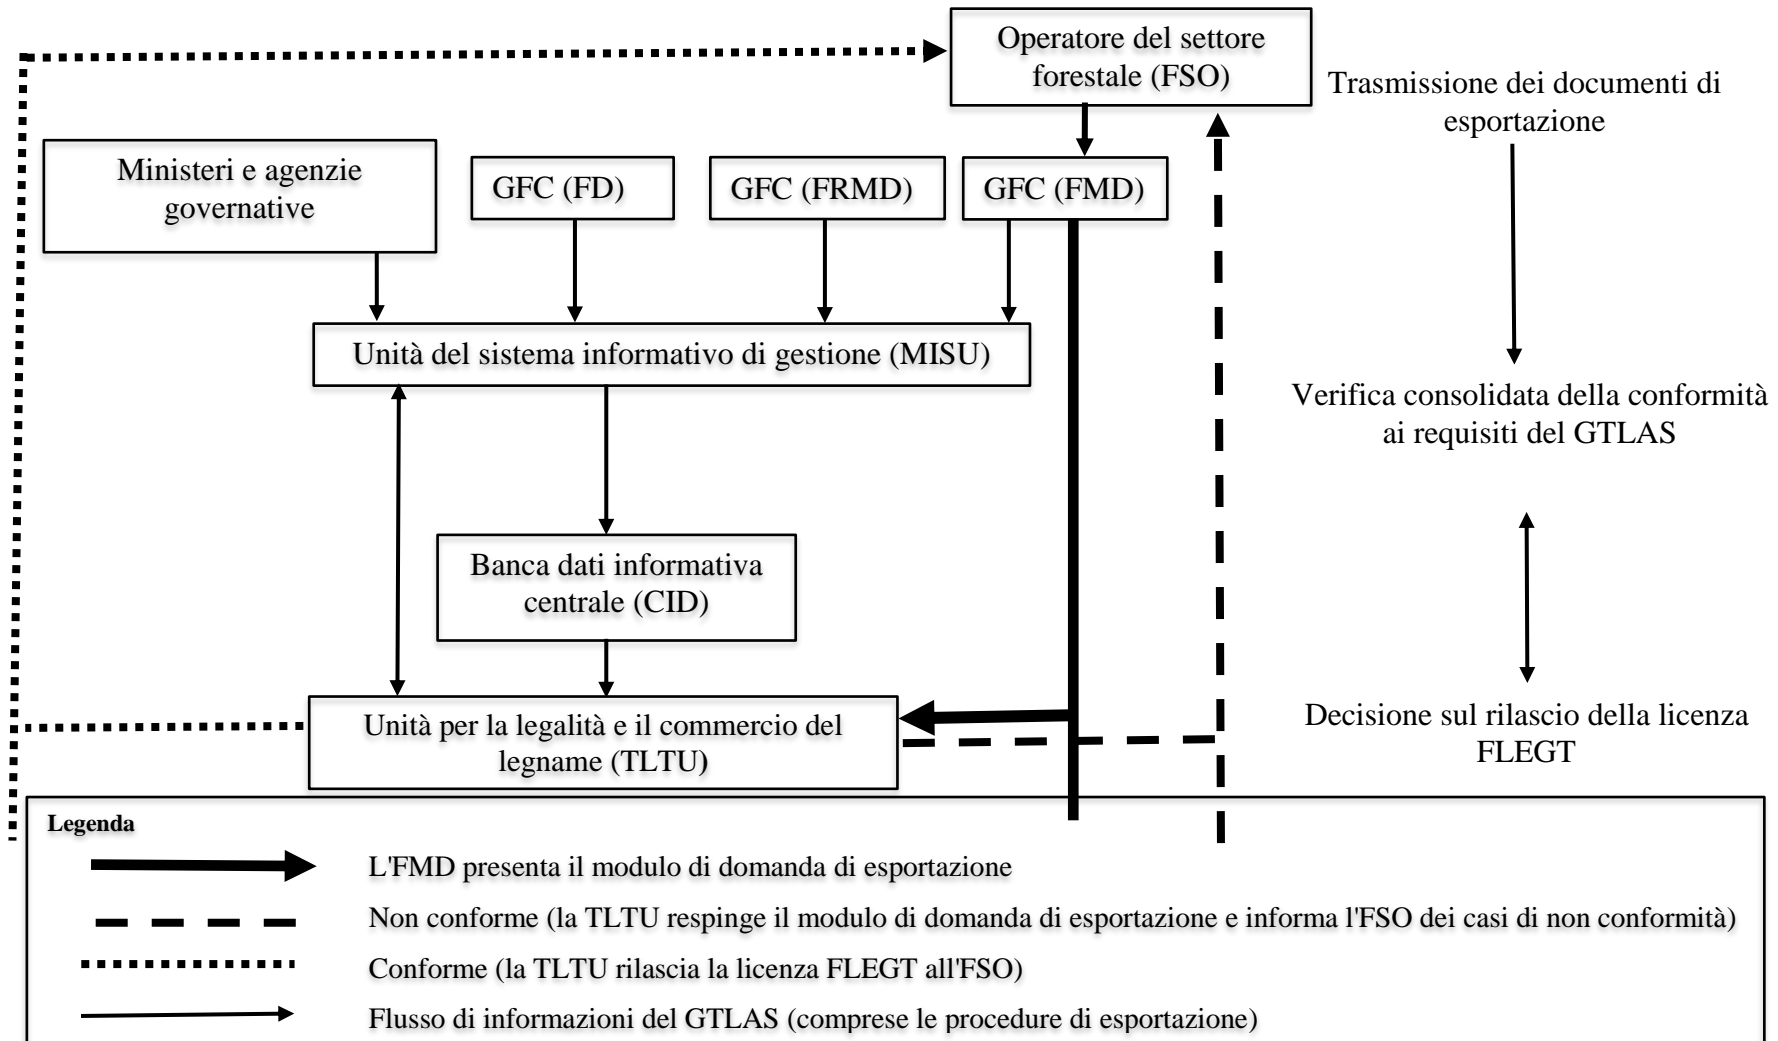 Operatore del settore
forestale (FSO)
Trasmissione dei documenti di
esportazione
Ministeri e agenzie
governative
GFC (FD)
GFC (FRMD)
GFC (FMD)
Unità del sistema informativo di gestione (MISU)
Verifica consolidata della conformità
ai requisiti del GTLAS
Banca dati informativa
centrale (CID)
Unità per la legalità e il commercio del
legname (TLTU)
Decisione sul rilascio della licenza
FLEGT
Legenda
L'FMD presenta il modulo di domanda di esportazione
Non conforme (la TLTU respinge il modulo di domanda di esportazione e informa l'FSO dei casi di non conformità)
Conforme (la TLTU rilascia la licenza FLEGT all'FSO)
Flusso di informazioni del GTLAS (comprese le procedure di esportazione)